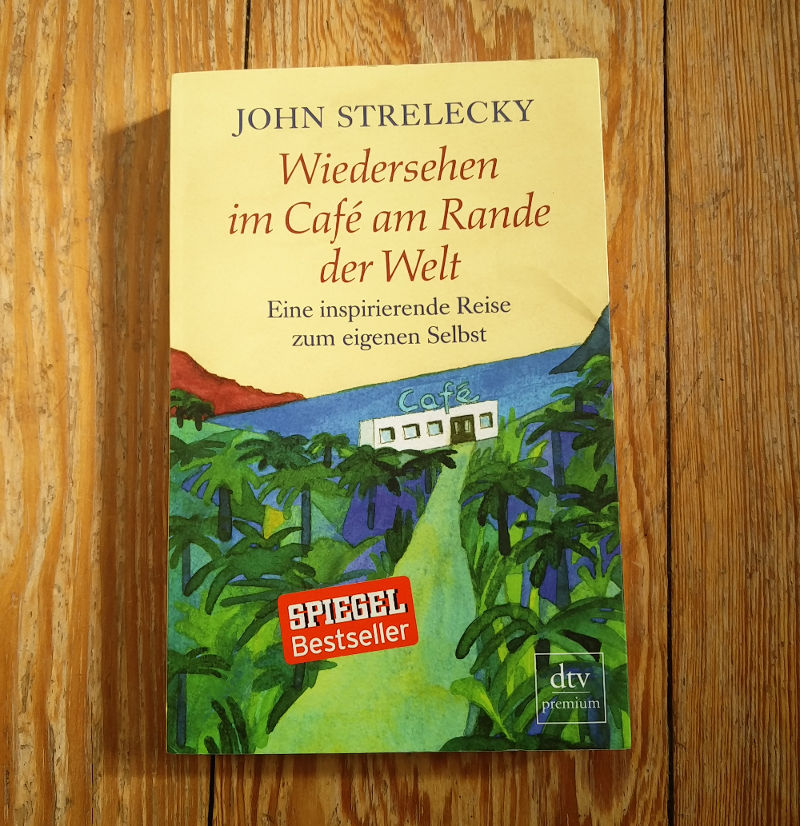 JOHN STRELECKY
Wiedersehen
im Café am Rande
der Welt
Eine inspirierende Reise
zum eigenen Selbst
Café
SPIEGEL
Bestseller
dtv
premium